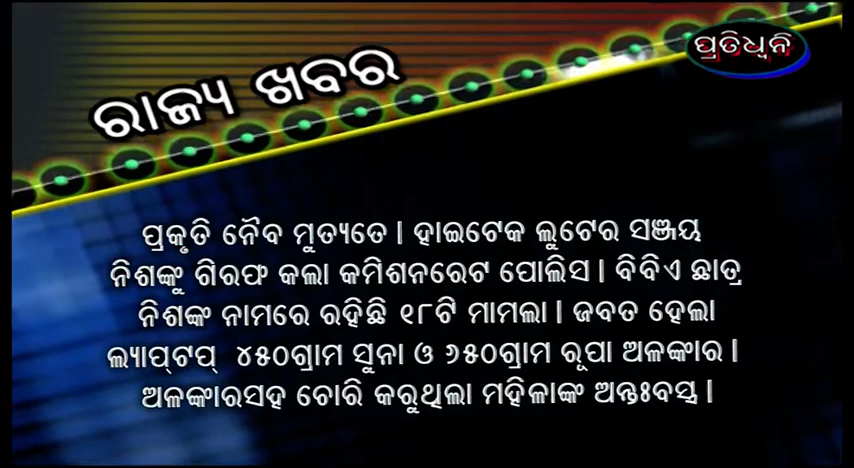 ପ୍ରତିଧ୍ୱନି
ରାଜ୍ୟ ଖବର
ପ୍ରକୃତି ନୈବ ମୁଚ୍ୟତେ । ହାଇଟେକ ଲୁଟେର ସଞ୍ଜୟ
ନିଶଙ୍କୁ ଗିରଫ କଲା କମିଶନରେଟ ପୋଲିସ । ବିବିଏ ଛାତ୍ର
ନିଶଙ୍କ ନାମରେ ରହିଛି ୧୮ଟି ମାମଲା । ଜବତ ହେଲା
ଲ୍ୟାପ୍‌ଟପ୍ ୪୫୦ଗ୍ରାମ ସୁନା ଓ ୬୫୦ଗ୍ରାମ ରୂପା ଅଳଙ୍କାର ।
ଅଳଙ୍କାରସହ ଚୋରି କରୁଥିଲା ମହିଳାଙ୍କ ଅନ୍ତଃବସ୍ତ୍ର ।